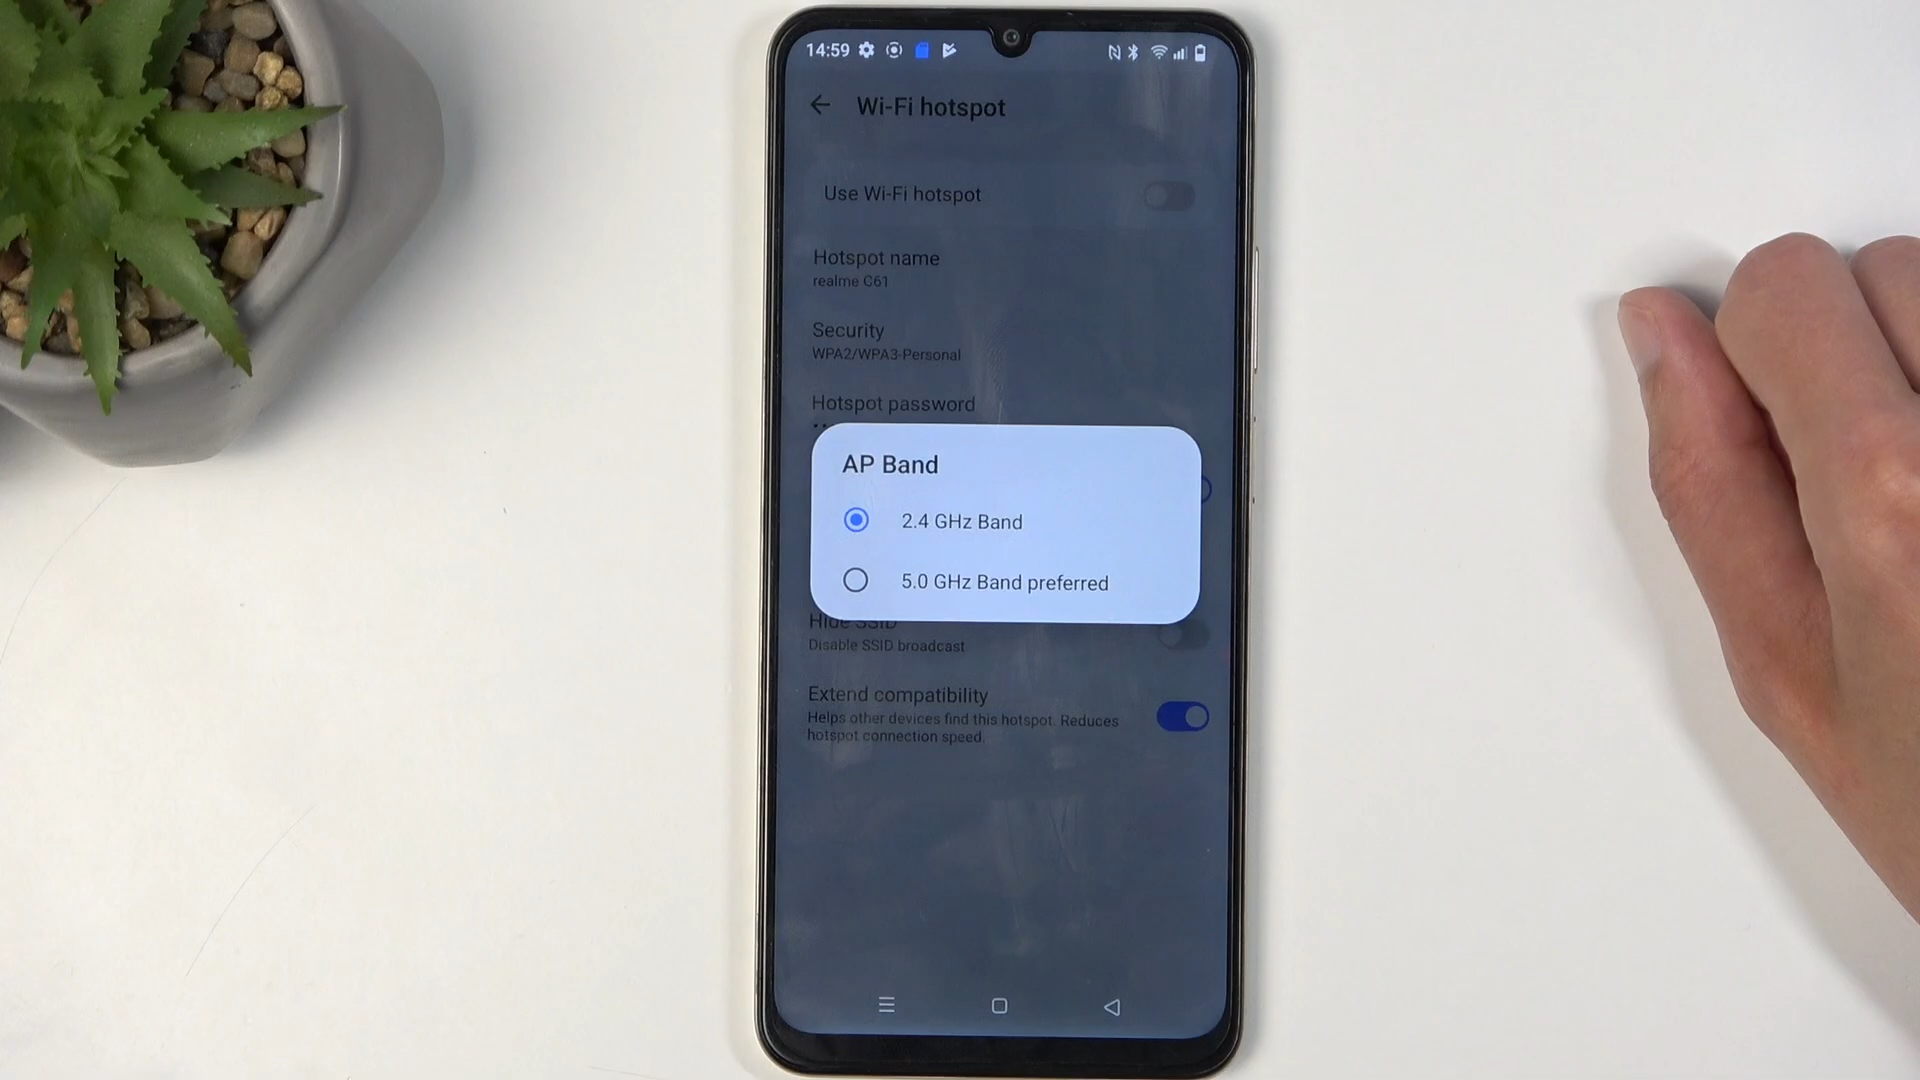 14:59
Wi-Fi hotspot
Use Wi-Fi hotspot
Hotspot name
realme C61
Security
WPA2/WPA3-Personal
Hotspot password
AP Band
2.4 GHz Band
5.0 GHz Band preferred
Hide SSID
Disable SSID broadcast
Extend compatibility
Helps other devices find this hotspot. Reduces
hotspot connection speed.